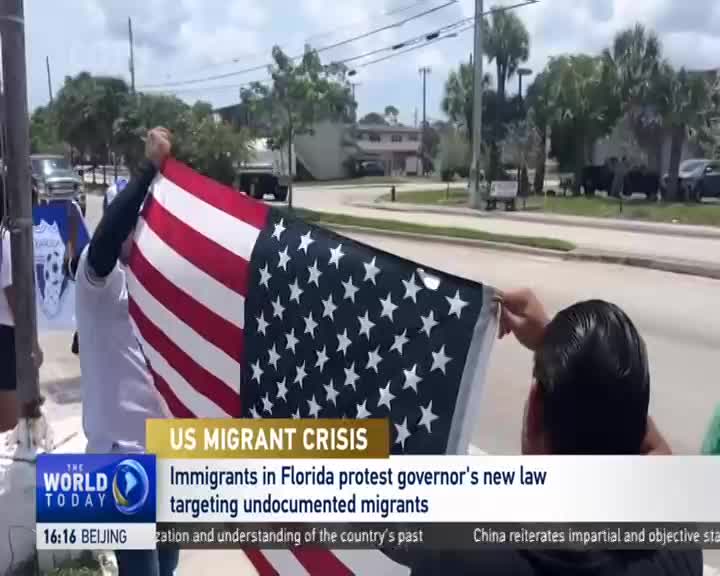 US MIGRANT CRISIS
Immigrants in Florida protest governor's new law
targeting undocumented migrants
THE
WORLD
TODAY
16:16 BEIJING
zation and understanding of the country's past China reiterates impartial and objective sta